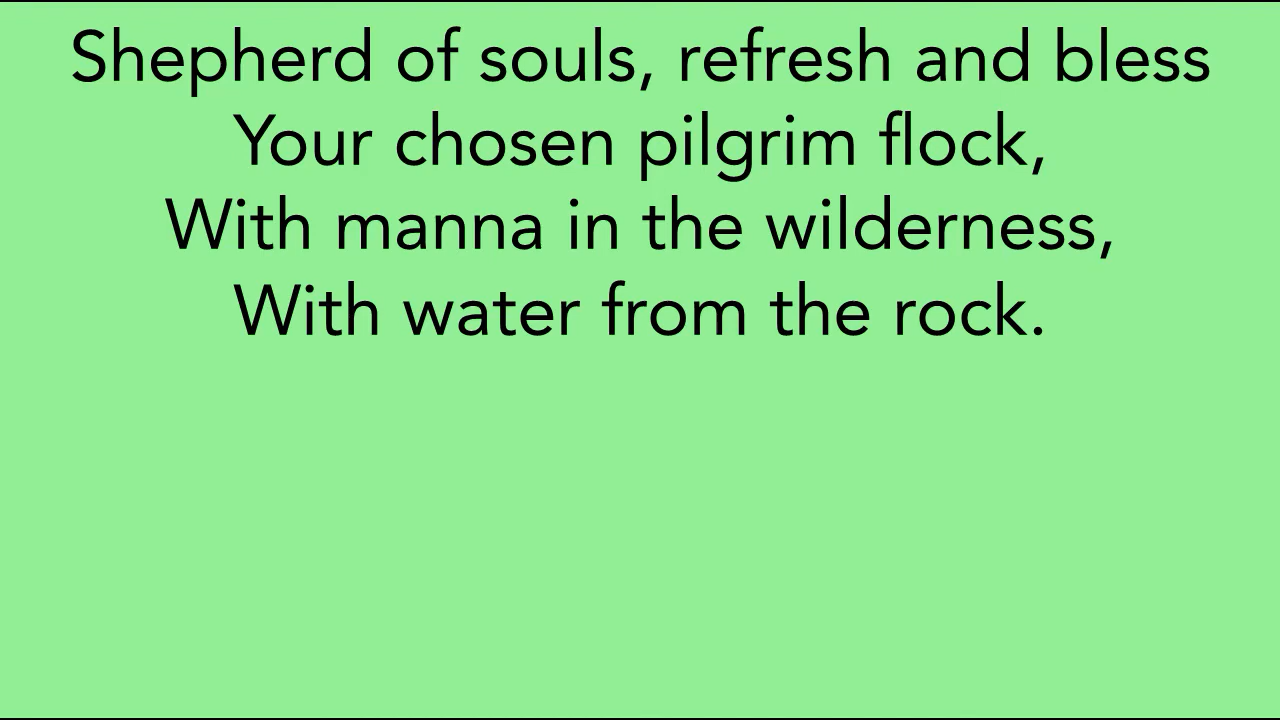 Shepherd of souls, refresh and bless
Your chosen pilgrim flock,
With manna in the wilderness,
With water from the rock.